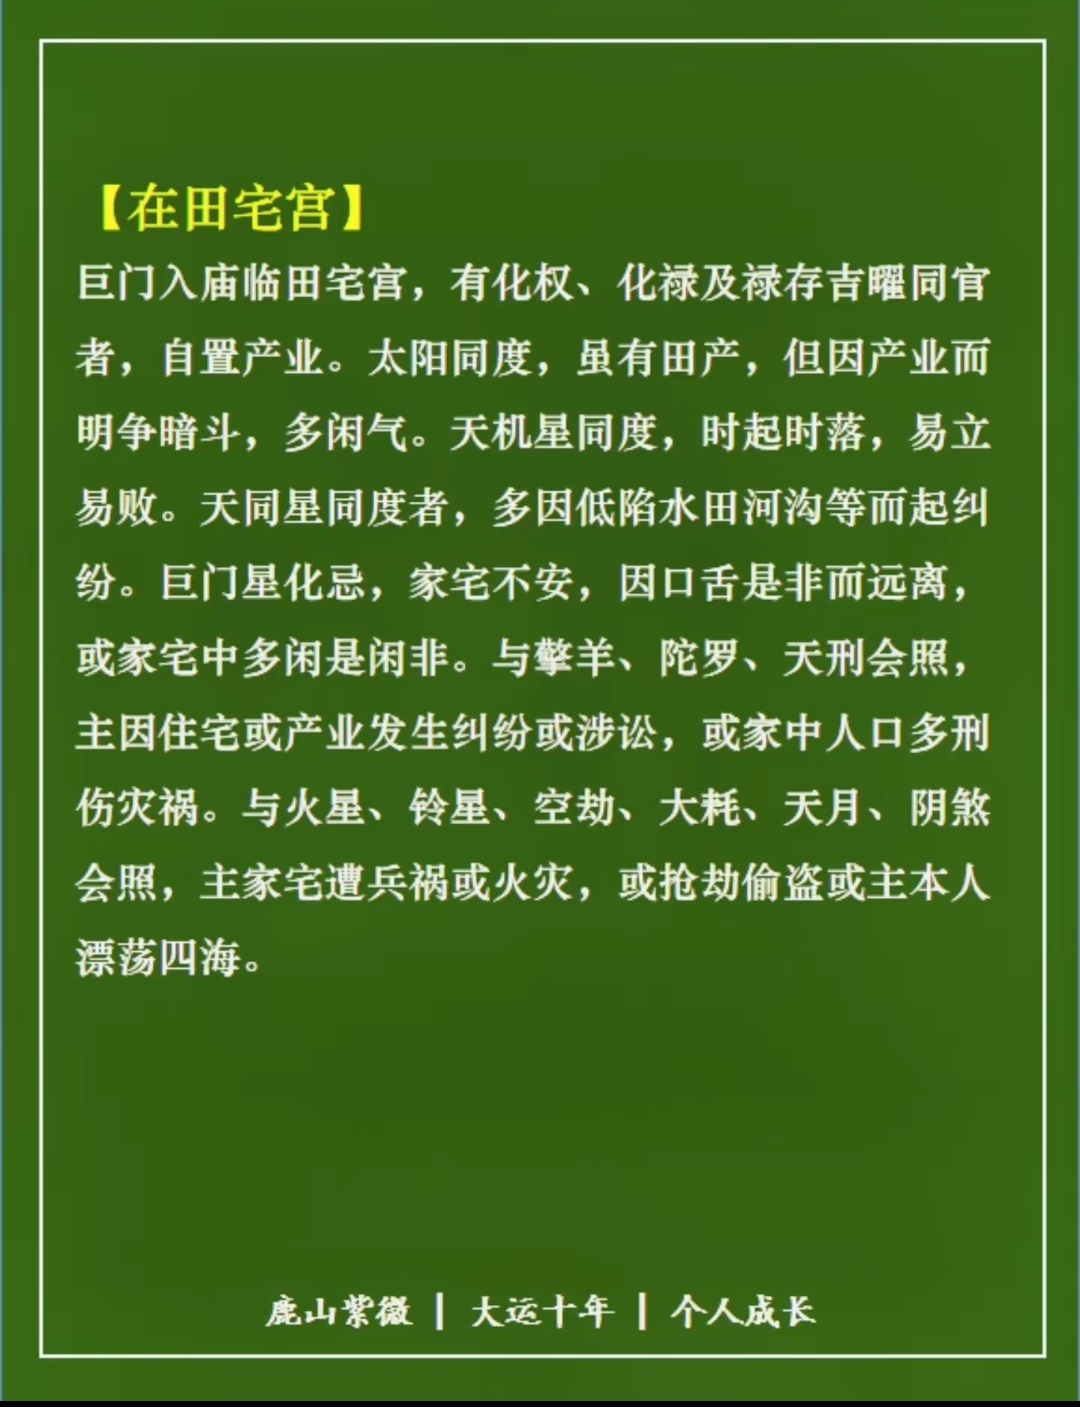 【在田宅宫】
巨门入庙临田宅宫，有化权、化禄及禄存吉曜同官
者，自置产业。太阳同度，虽有田产，但因产业而
明争暗斗，多闲气。天机星同度，时起时落，易立
易败。天同星同度者，多因低陷水田河沟等而起纠
纷。巨门星化忌，家宅不安，因口舌是非而远离，
或家宅中多闲是闲非。与擎羊、陀罗、天刑会照，
主因住宅或产业发生纠纷或涉讼，或家中人口多刑
伤灾祸。与火星、铃星、空劫、大耗、天月、阴煞
会照，主家宅遭兵祸或火灾，或抢劫偷盗或主本人
漂荡四海。
鹿山紫微 | 大运十年 | 个人成长